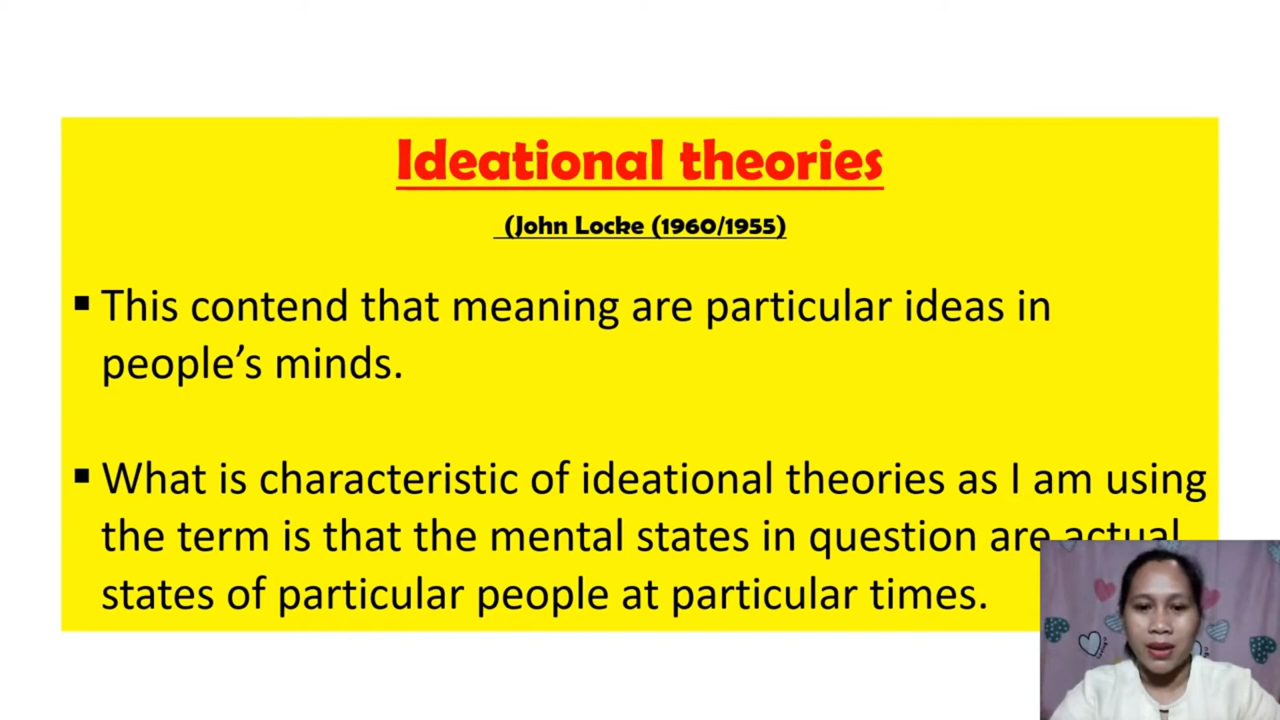 Ideational theories
(John Locke (1960/1955)
▪ This contend that meaning are particular ideas in
people's minds.
▪ What is characteristic of ideational theories as I am using
the term is that the mental states in question are actual
states of particular people at particular times.